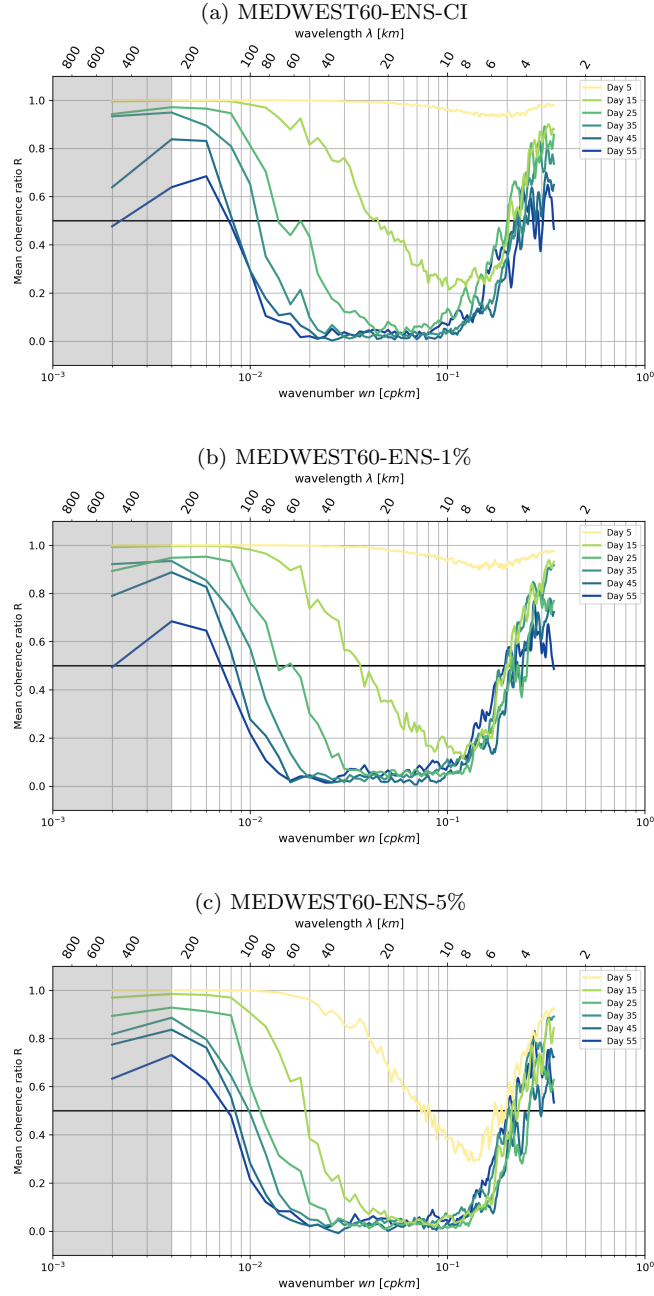 (a) MEDWEST60-ENS-CI
wavelength λ [km]
800 600 400 200 100 80 60 40 20 10 8 6 4 2
Mean coherence ratio R
1.0
0.8
0.6
0.4
0.2
0.0
Day 5
Day 15
Day 25
Day 35
Day 45
Day 55
10⁻³ 10⁻² 10⁻¹ 10⁰
wavenumber wn [cpkm]
(b) MEDWEST60-ENS-1%
wavelength λ [km]
800 600 400 200 100 80 60 40 20 10 8 6 4 2
Mean coherence ratio R
1.0
0.8
0.6
0.4
0.2
0.0
Day 5
Day 15
Day 25
Day 35
Day 45
Day 55
10⁻³ 10⁻² 10⁻¹ 10⁰
wavenumber wn [cpkm]
(c) MEDWEST60-ENS-5%
wavelength λ [km]
800 600 400 200 100 80 60 40 20 10 8 6 4 2
Mean coherence ratio R
1.0
0.8
0.6
0.4
0.2
0.0
Day 5
Day 15
Day 25
Day 35
Day 45
Day 55
10⁻³ 10⁻² 10⁻¹ 10⁰
wavenumber wn [cpkm]